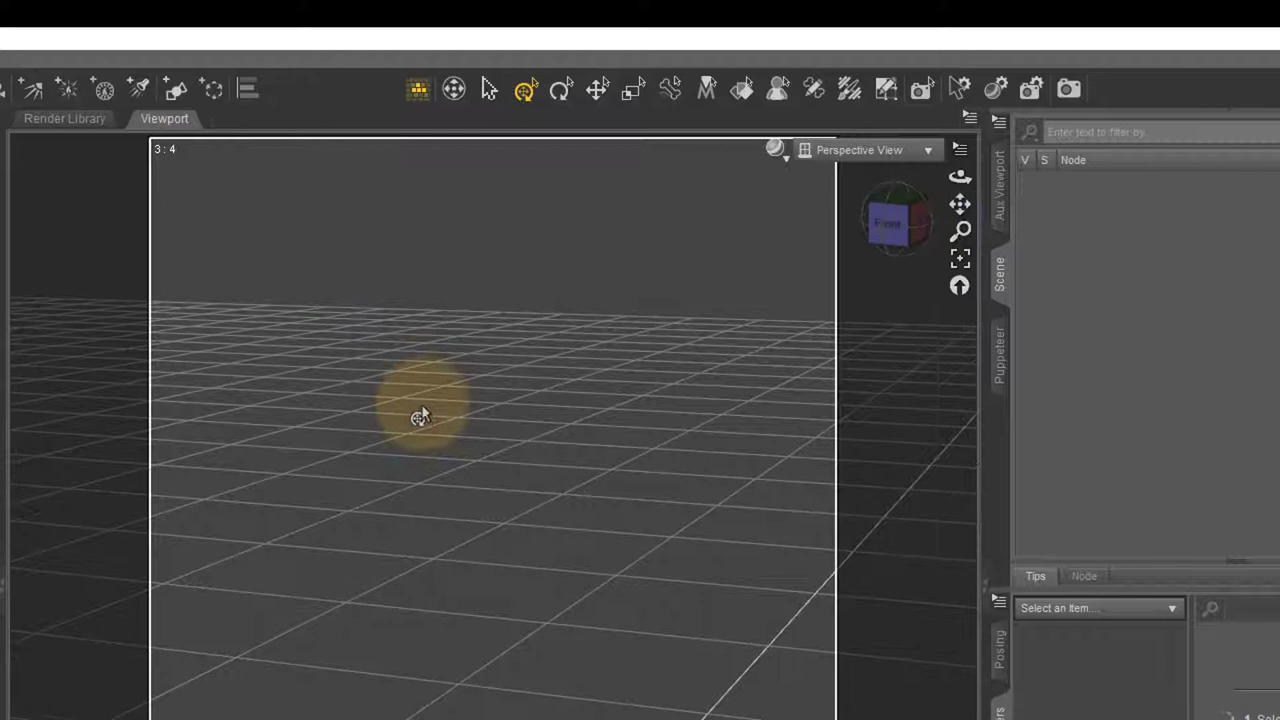 Render Library
Viewport
3 : 4
Perspective View
Front
Enter text to filter by...
V S Node
Aux Viewport
Scene
Puppeteer
Tips
Node
Select an Item....
Posing